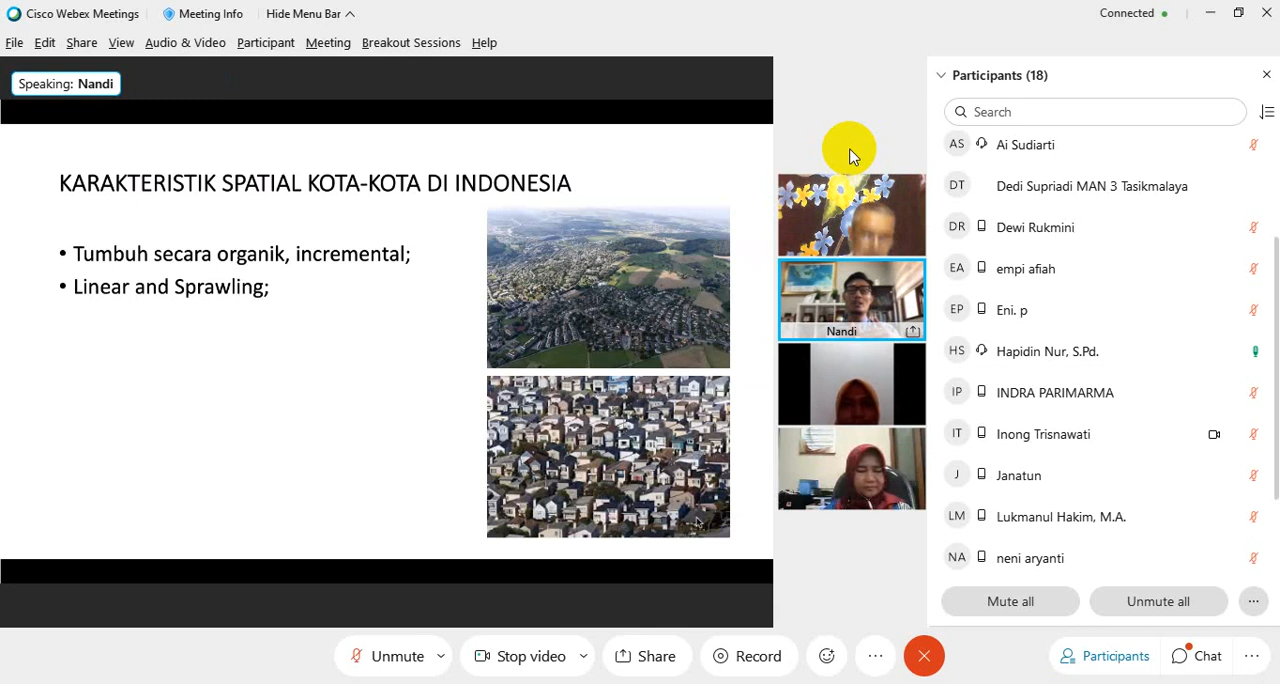 Cisco Webex Meetings
Meeting Info
Hide Menu Bar
Connected
File Edit Share View Audio & Video Participant Meeting Breakout Sessions Help
Speaking: Nandi
KARAKTERISTIK SPATIAL KOTA-KOTA DI INDONESIA
• Tumbuh secara organik, incremental;
• Linear and Sprawling;
Nandi
Participants (18)
Search
AS Ai Sudiarti
DT Dedi Supriadi MAN 3 Tasikmalaya
DR Dewi Rukmini
EA empi afiah
EP Eni. p
HS Hapidin Nur, S.Pd.
IP INDRA PARIMARMA
IT Inong Trisnawati
J Janatun
LM Lukmanul Hakim, M.A.
NA neni aryanti
Mute all
Unmute all
...
Unmute
Stop video
Share
Record
...
Participants
Chat
...